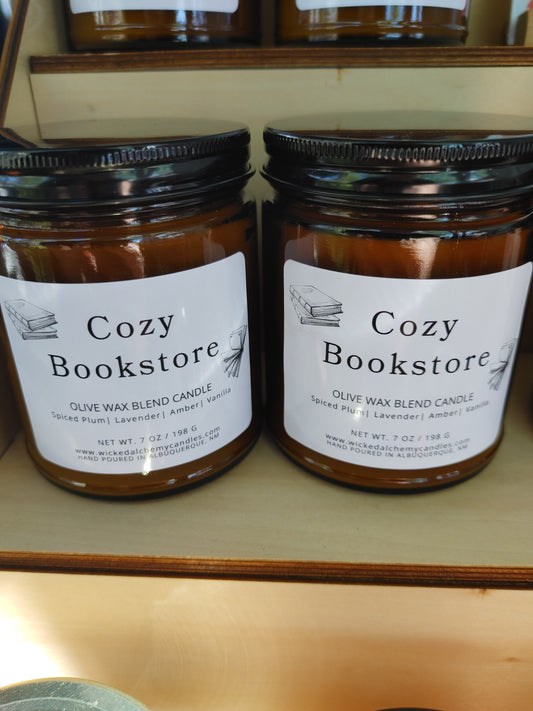 Cozy
Bookstore
OLIVE WAX BLEND CANDLE
Spiced Plum| Lavender| Amber| Vanilla
NET WT. 7 OZ / 198 G
www.wickedalchemycandles.com
HAND POURED IN ALBUQUERQUE, NM
Cozy
Bookstore
OLIVE WAX BLEND CANDLE
Spiced Plum| Lavender| Amber| Vanilla
NET WT. 7 OZ / 198 G
www.wickedalchemycandles.com
HAND POURED IN ALBUQUERQUE, NM